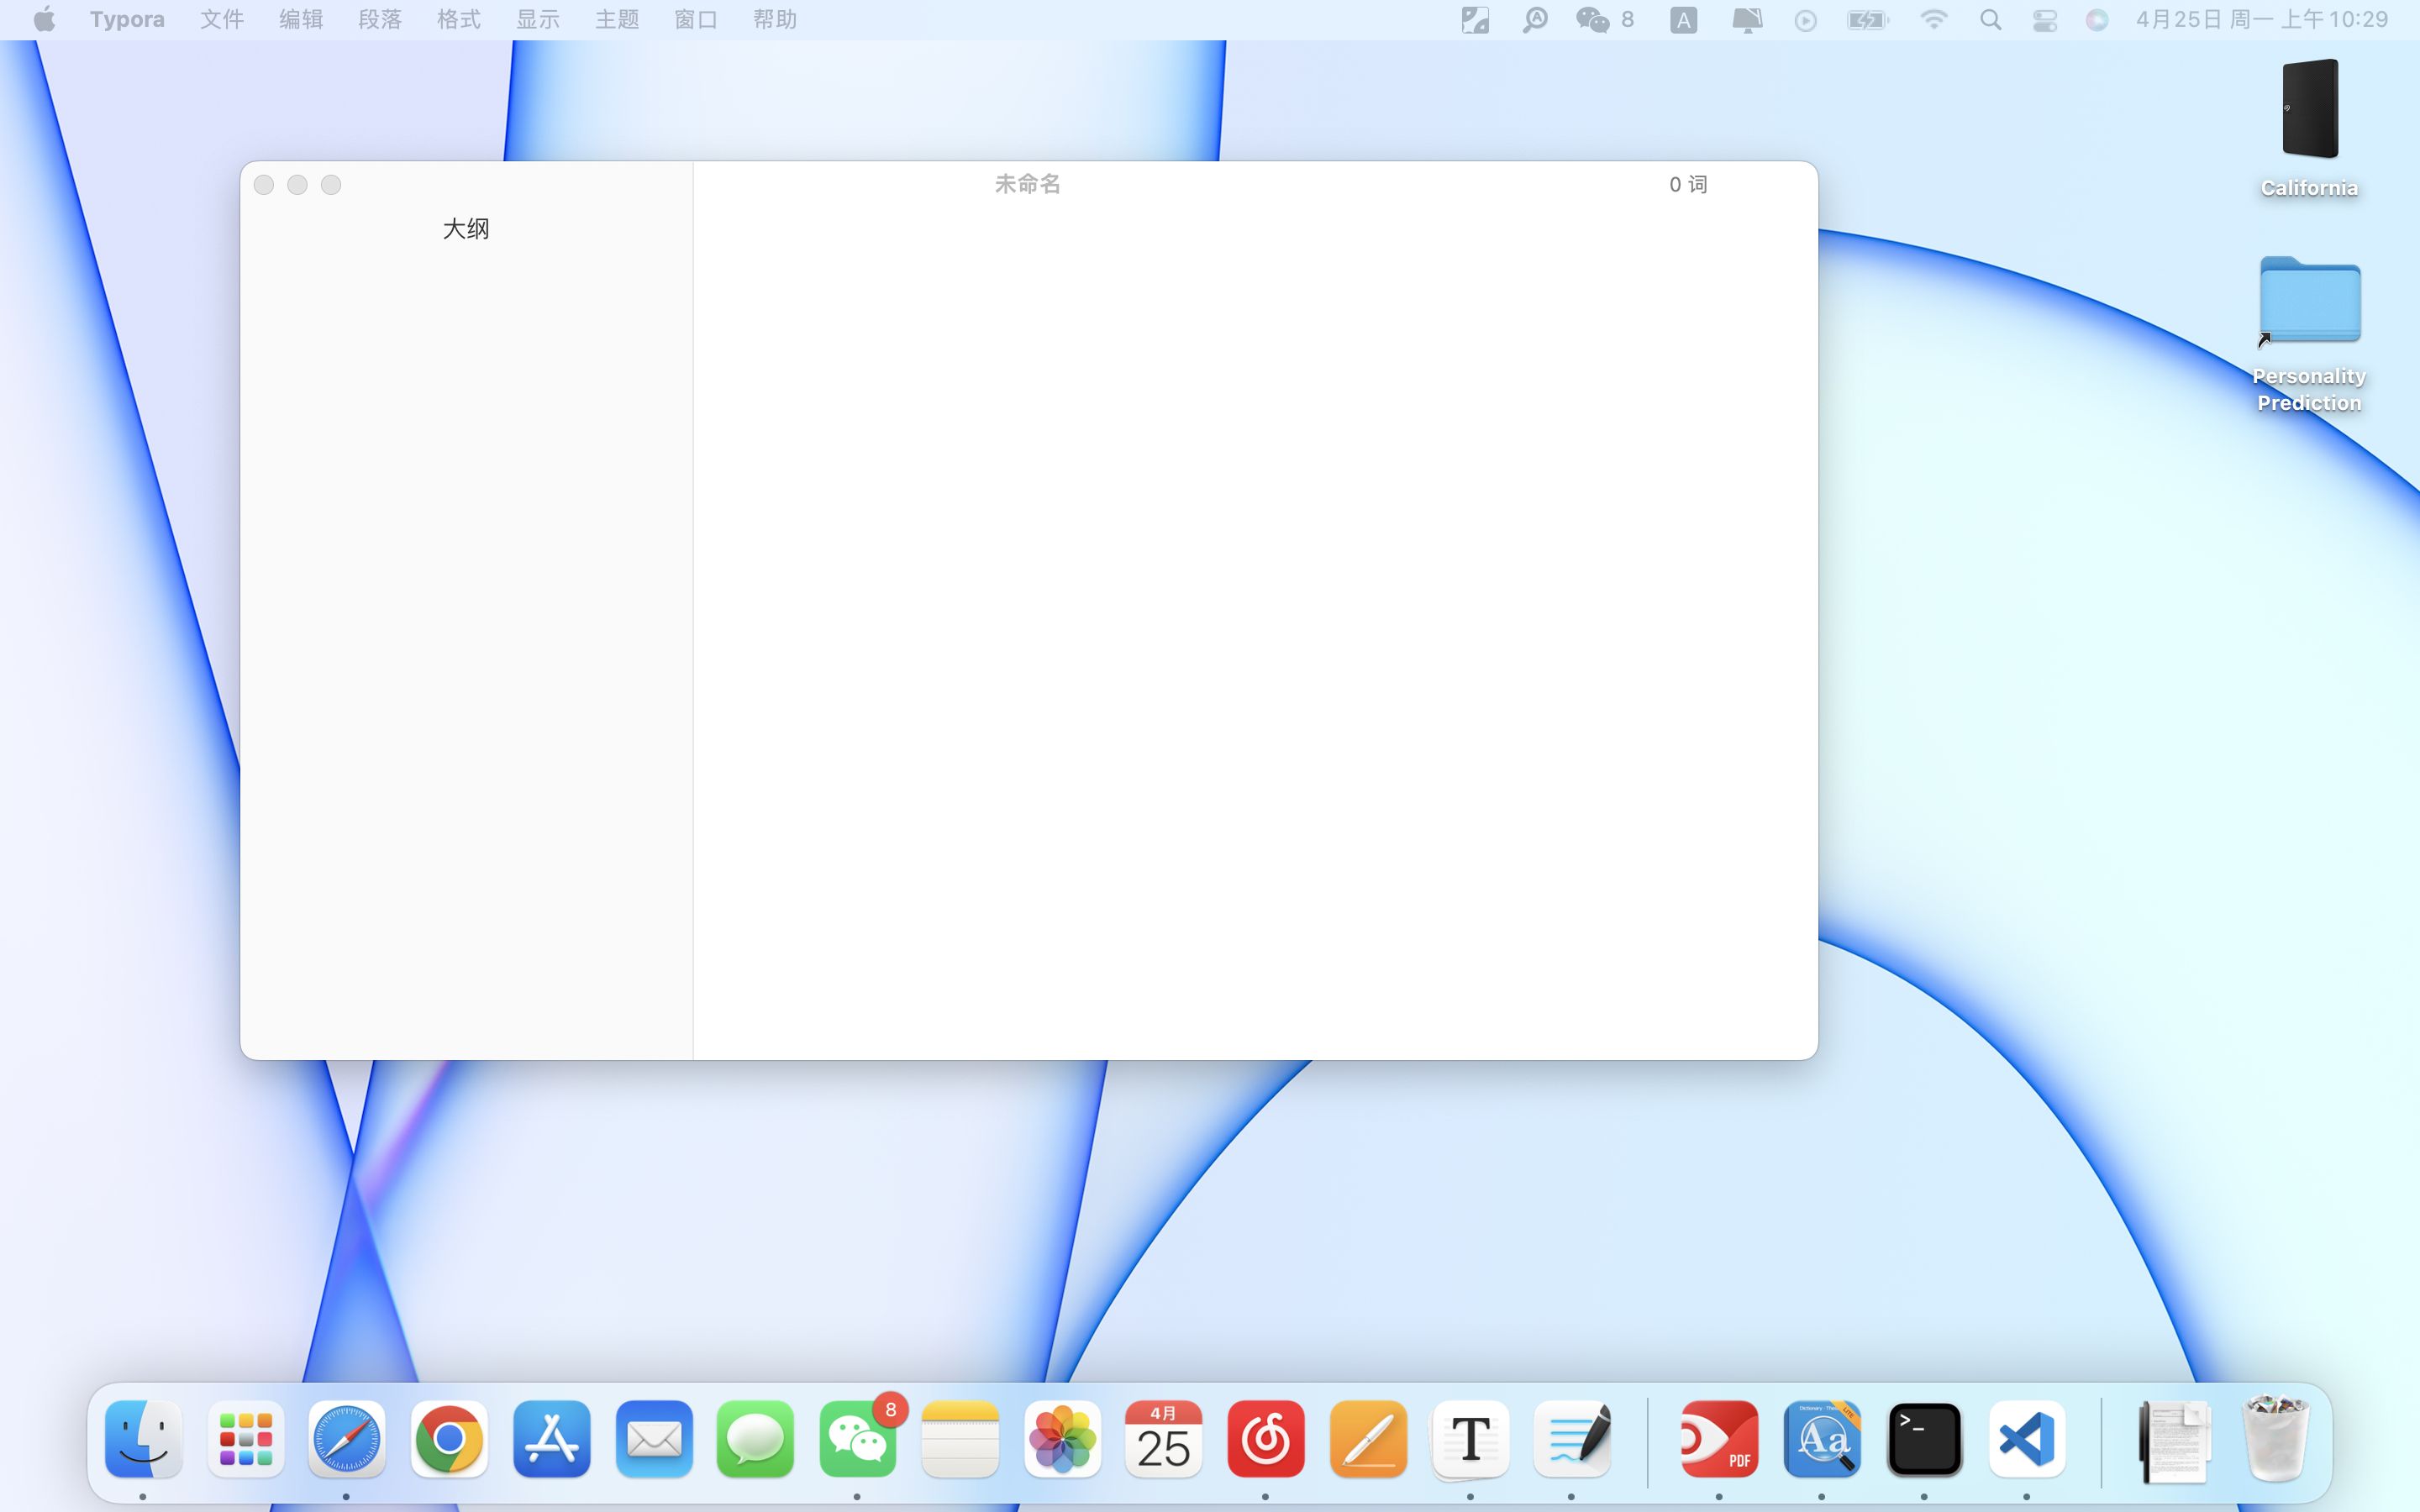 Typora 文件 编辑 段落 格式 显示 主题 窗口 帮助 8 A 4月25日 周一 上午 10:29
California
Personality
Prediction
未命名 0 词
大纲
8
4月
25
T
PDF
Aa
>_